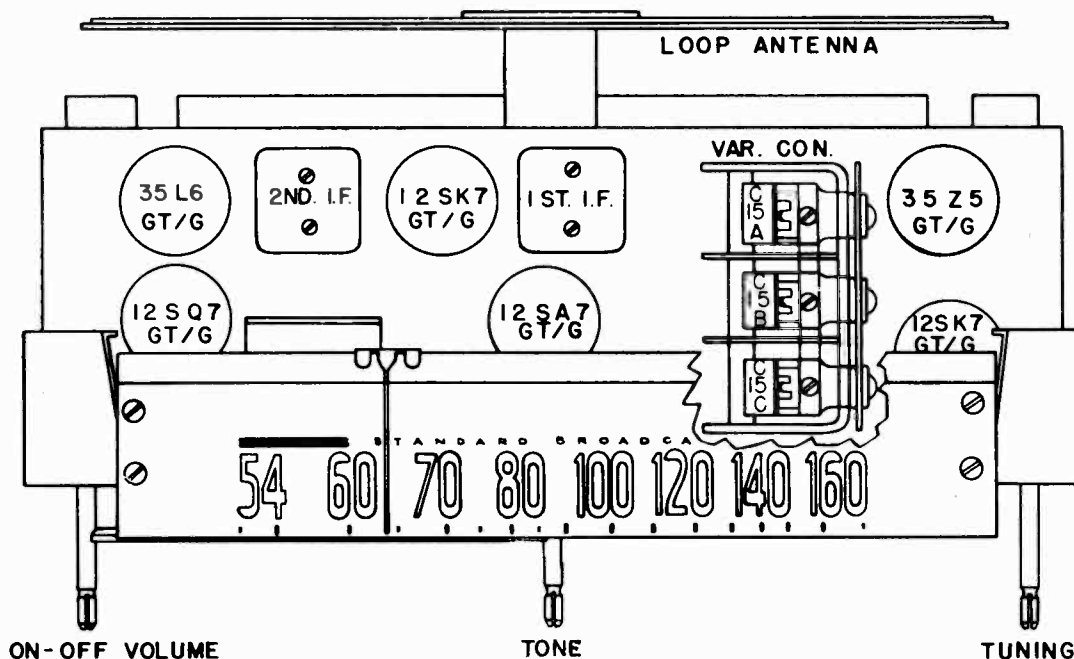 LOOP ANTENNA
VAR. CON.
35L6
GT/G
2ND. I.F.
12SK7
GT/G
1ST. I.F.
C
15
A
35Z5
GT/G
12SQ7
GT/G
12SA7
GT/G
C
15
B
12SK7
GT/G
C
15
C
STANDARD BROADCA
54 60 70 80 100 120 140 160
ON-OFF VOLUME
TONE
TUNING